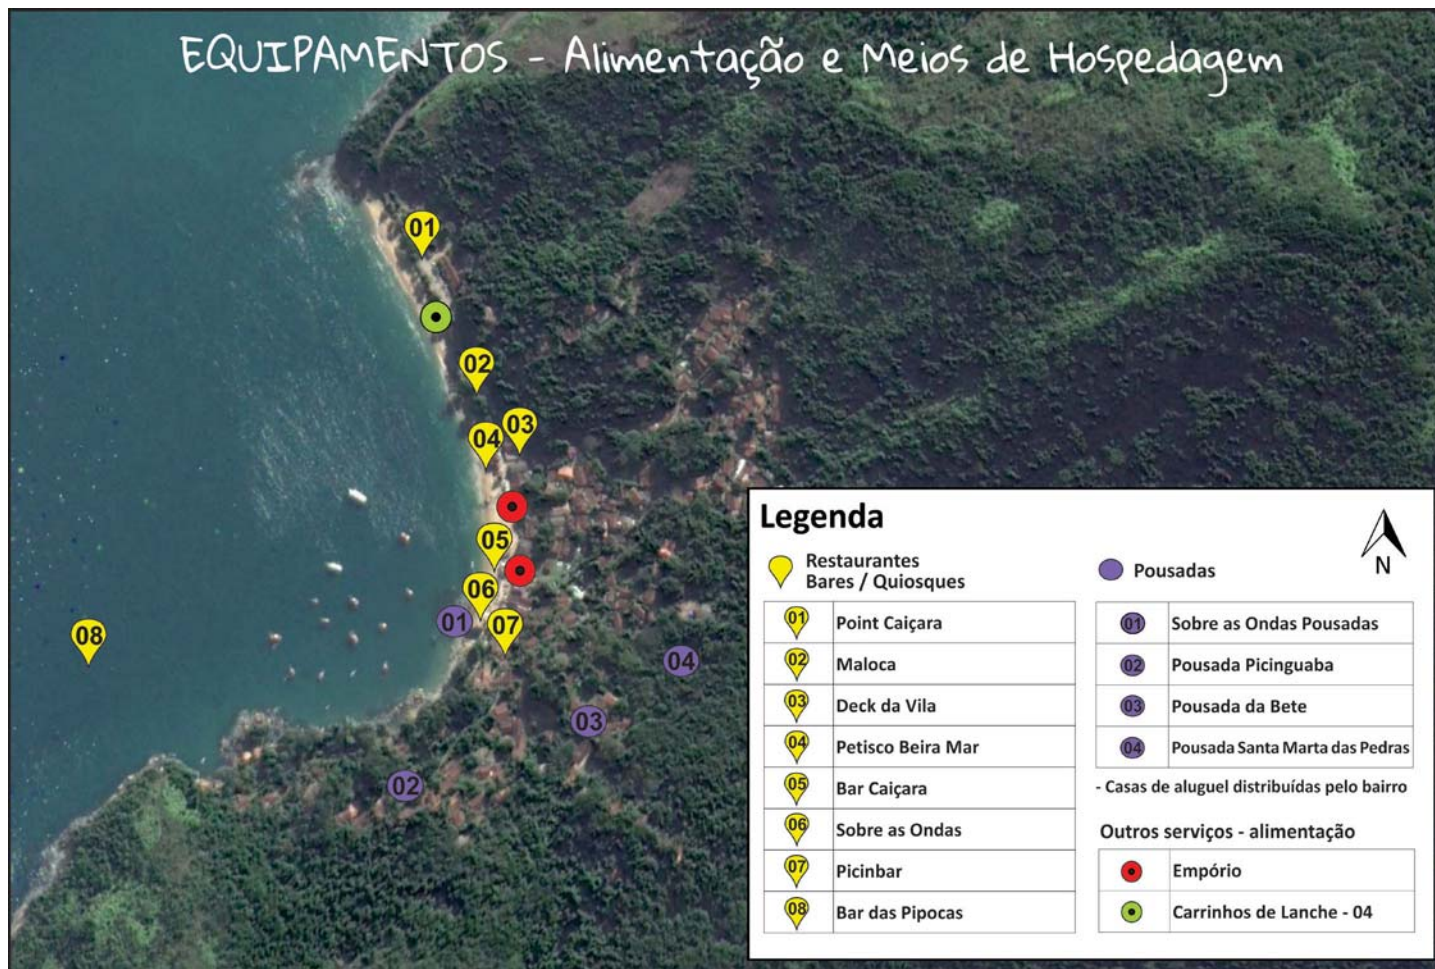 EQUIPAMENTOS - Alimentação e Meios de Hospedagem
01
02
03
04
05
06
01
07
08
04
03
02
Legenda
N
Restaurantes
Bares / Quiosques
01 Point Caiçara
02 Maloca
03 Deck da Vila
04 Petisco Beira Mar
05 Bar Caiçara
06 Sobre as Ondas
07 Picinbar
08 Bar das Pipocas
Pousadas
01 Sobre as Ondas Pousadas
02 Pousada Picinguaba
03 Pousada da Bete
04 Pousada Santa Marta das Pedras
- Casas de aluguel distribuídas pelo bairro
Outros serviços - alimentação
Empório
Carrinhos de Lanche - 04